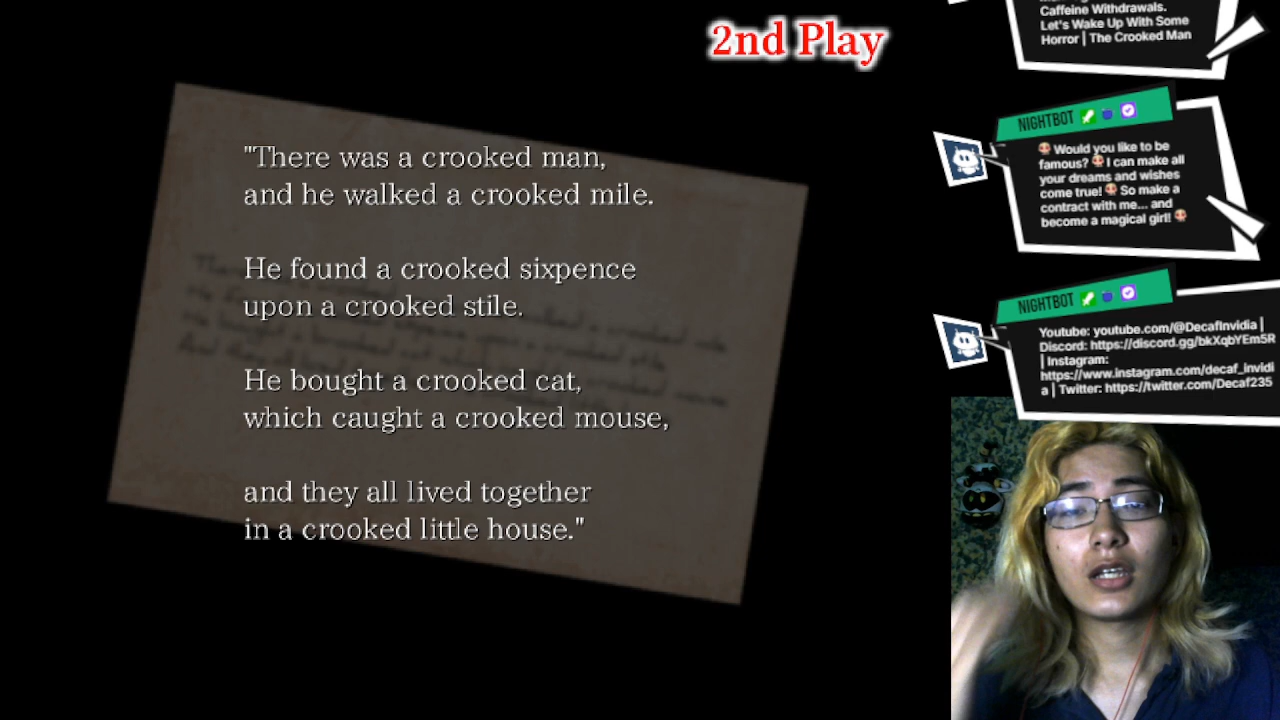 2nd Play
"There was a crooked man,
and he walked a crooked mile.
He found a crooked sixpence
upon a crooked stile.
He bought a crooked cat,
which caught a crooked mouse,
and they all lived together
in a crooked little house."
Caffeine Withdrawals.
Let's Wake Up With Some
Horror | The Crooked Man
NIGHTBOT
Would you like to be
famous? I can make all
your dreams and wishes
come true! So make a
contract with me... and
become a magical girl!
NIGHTBOT
Youtube: youtube.com/@DecafInvidia |
Discord: https://discord.gg/bkXqbYEm5R
| Instagram:
https://www.instagram.com/decaf_invidi
a | Twitter: https://twitter.com/Decaf235